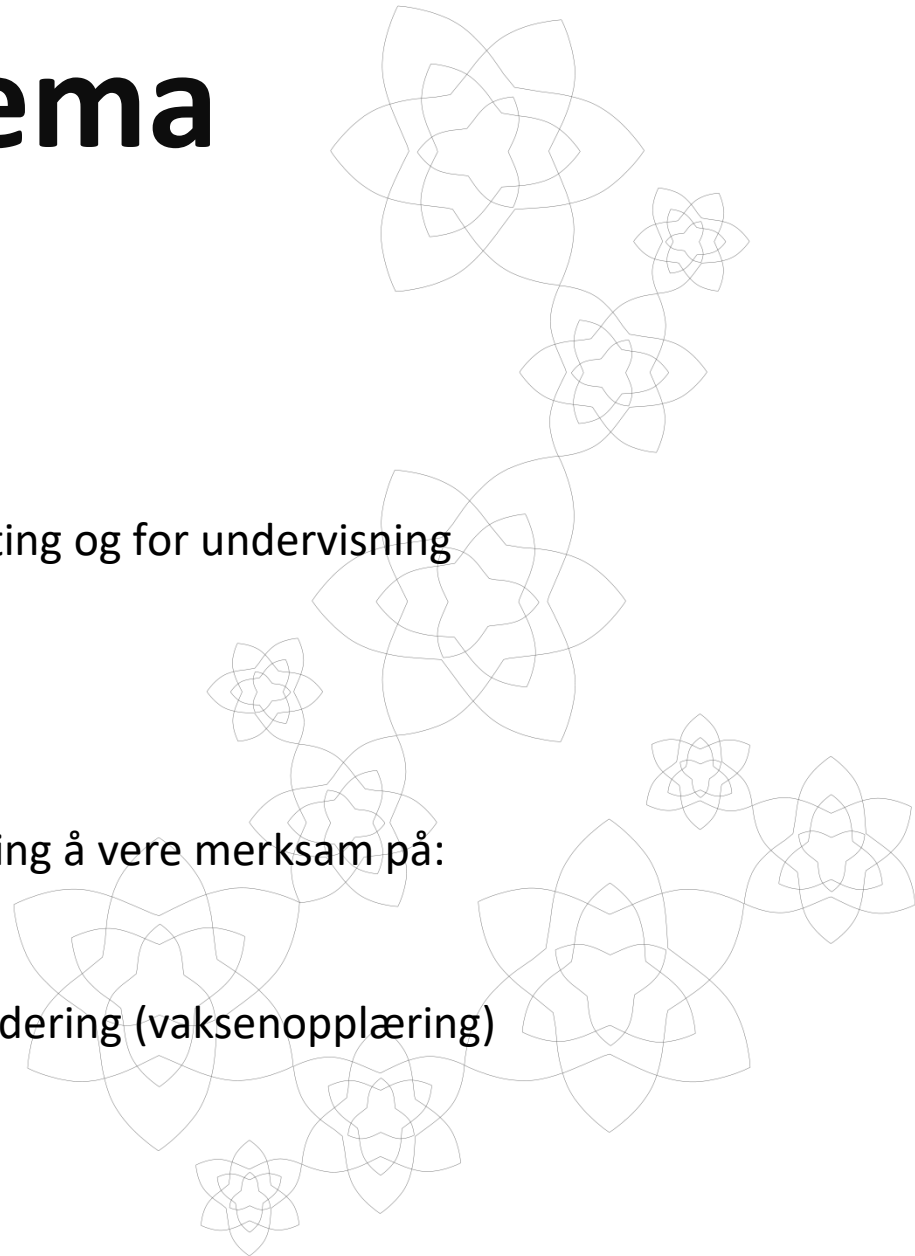 ema
ting og for undervisning
ing å vere merksam på:
dering (vaksenopplæring)